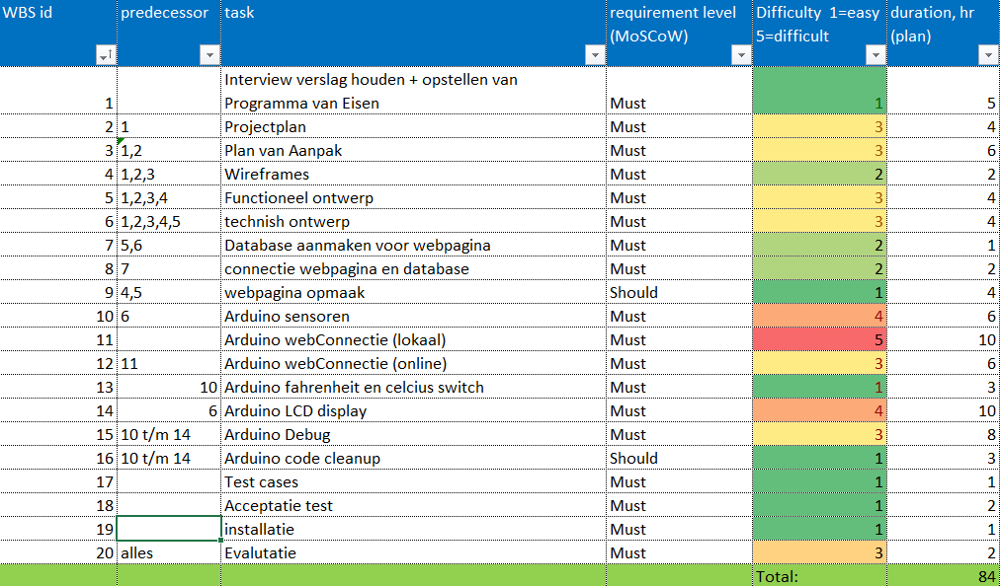 WBS id predecessor task requirement level Difficulty 1=easy duration, hr
(MoSCoW) 5=difficult (plan)
Interview verslag houden + opstellen van
1 Programma van Eisen Must 1 5
2 1 Projectplan Must 3 4
3 1,2 Plan van Aanpak Must 3 6
4 1,2,3 Wireframes Must 2 2
5 1,2,3,4 Functioneel ontwerp Must 3 4
6 1,2,3,4,5 technish ontwerp Must 3 4
7 5,6 Database aanmaken voor webpagina Must 2 1
8 7 connectie webpagina en database Must 2 2
9 4,5 webpagina opmaak Should 1 4
10 6 Arduino sensoren Must 4 6
11 Arduino webConnectie (lokaal) Must 5 10
12 11 Arduino webConnectie (online) Must 3 6
13 10 Arduino fahrenheit en celcius switch Must 1 3
14 6 Arduino LCD display Must 4 10
15 10 t/m 14 Arduino Debug Must 3 8
16 10 t/m 14 Arduino code cleanup Should 1 3
17 Test cases Must 1 1
18 Acceptatie test Must 1 2
19 installatie Must 1 1
20 alles Evalutatie Must 3 2
Total: 84